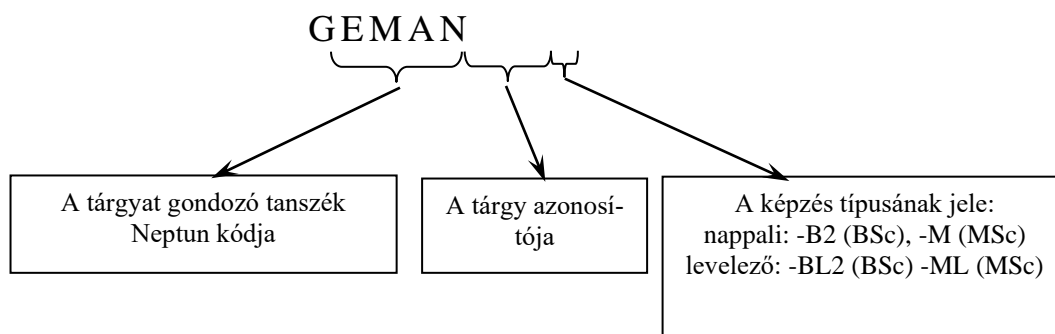 GEMAN
A tárgyat gondozó tanszék
Neptun kódja
A tárgy azonosí-
tója
A képzés típusának jele:
nappali: -B2 (BSc), -M (MSc)
levelező: -BL2 (BSc) -ML (MSc)